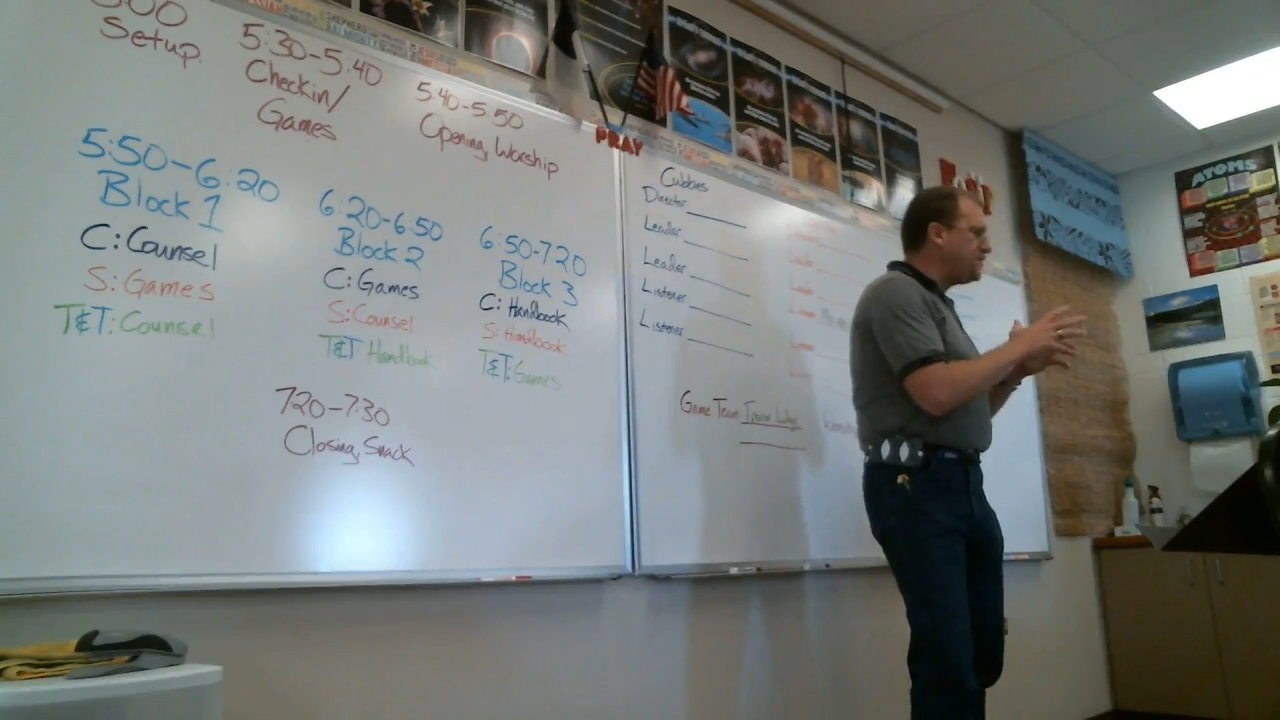 Setup
5:30-5:40
Checkin/
Games
5:40-5:50
Opening Worship
5:50-6:20
Block 1
C: Counsel
S: Games
T&T: Counsel
6:20-6:50
Block 2
C: Games
S: Counsel
T&T Handbook
6:50-7:20
Block 3
C: Handbook
S: Handbook
T&T: Games
720-7:30
Closing, Snack
PRAY
Cubbies
Director
Leader
Leader
Listener
Listener
Game Team Trevor
ATOMS